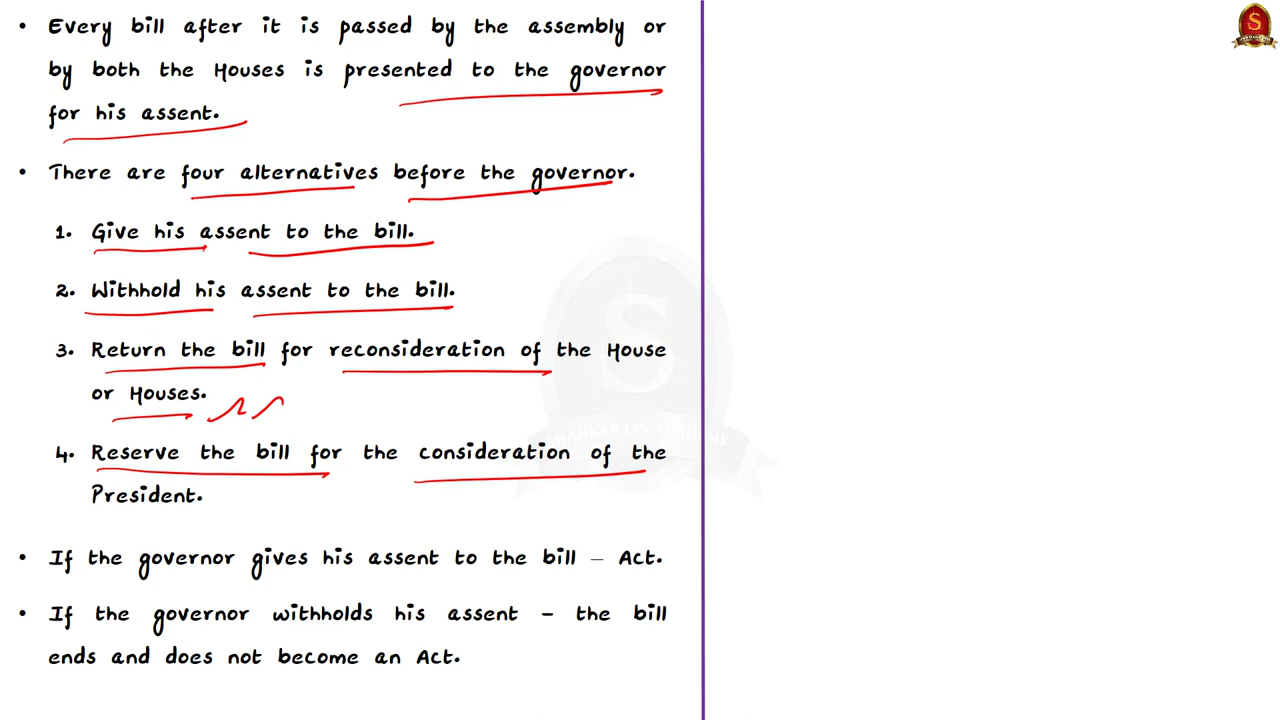 • Every bill after it is passed by the assembly or
by both the Houses is presented to the governor
for his assent.
• There are four alternatives before the governor.
1. Give his assent to the bill.
2. Withhold his assent to the bill.
3. Return the bill for reconsideration of the House
or Houses.
4. Reserve the bill for the consideration of the
President.
• If the governor gives his assent to the bill – Act.
• If the governor withholds his assent – the bill
ends and does not become an Act.
S
SHANKAR IAS ACADEMY
S